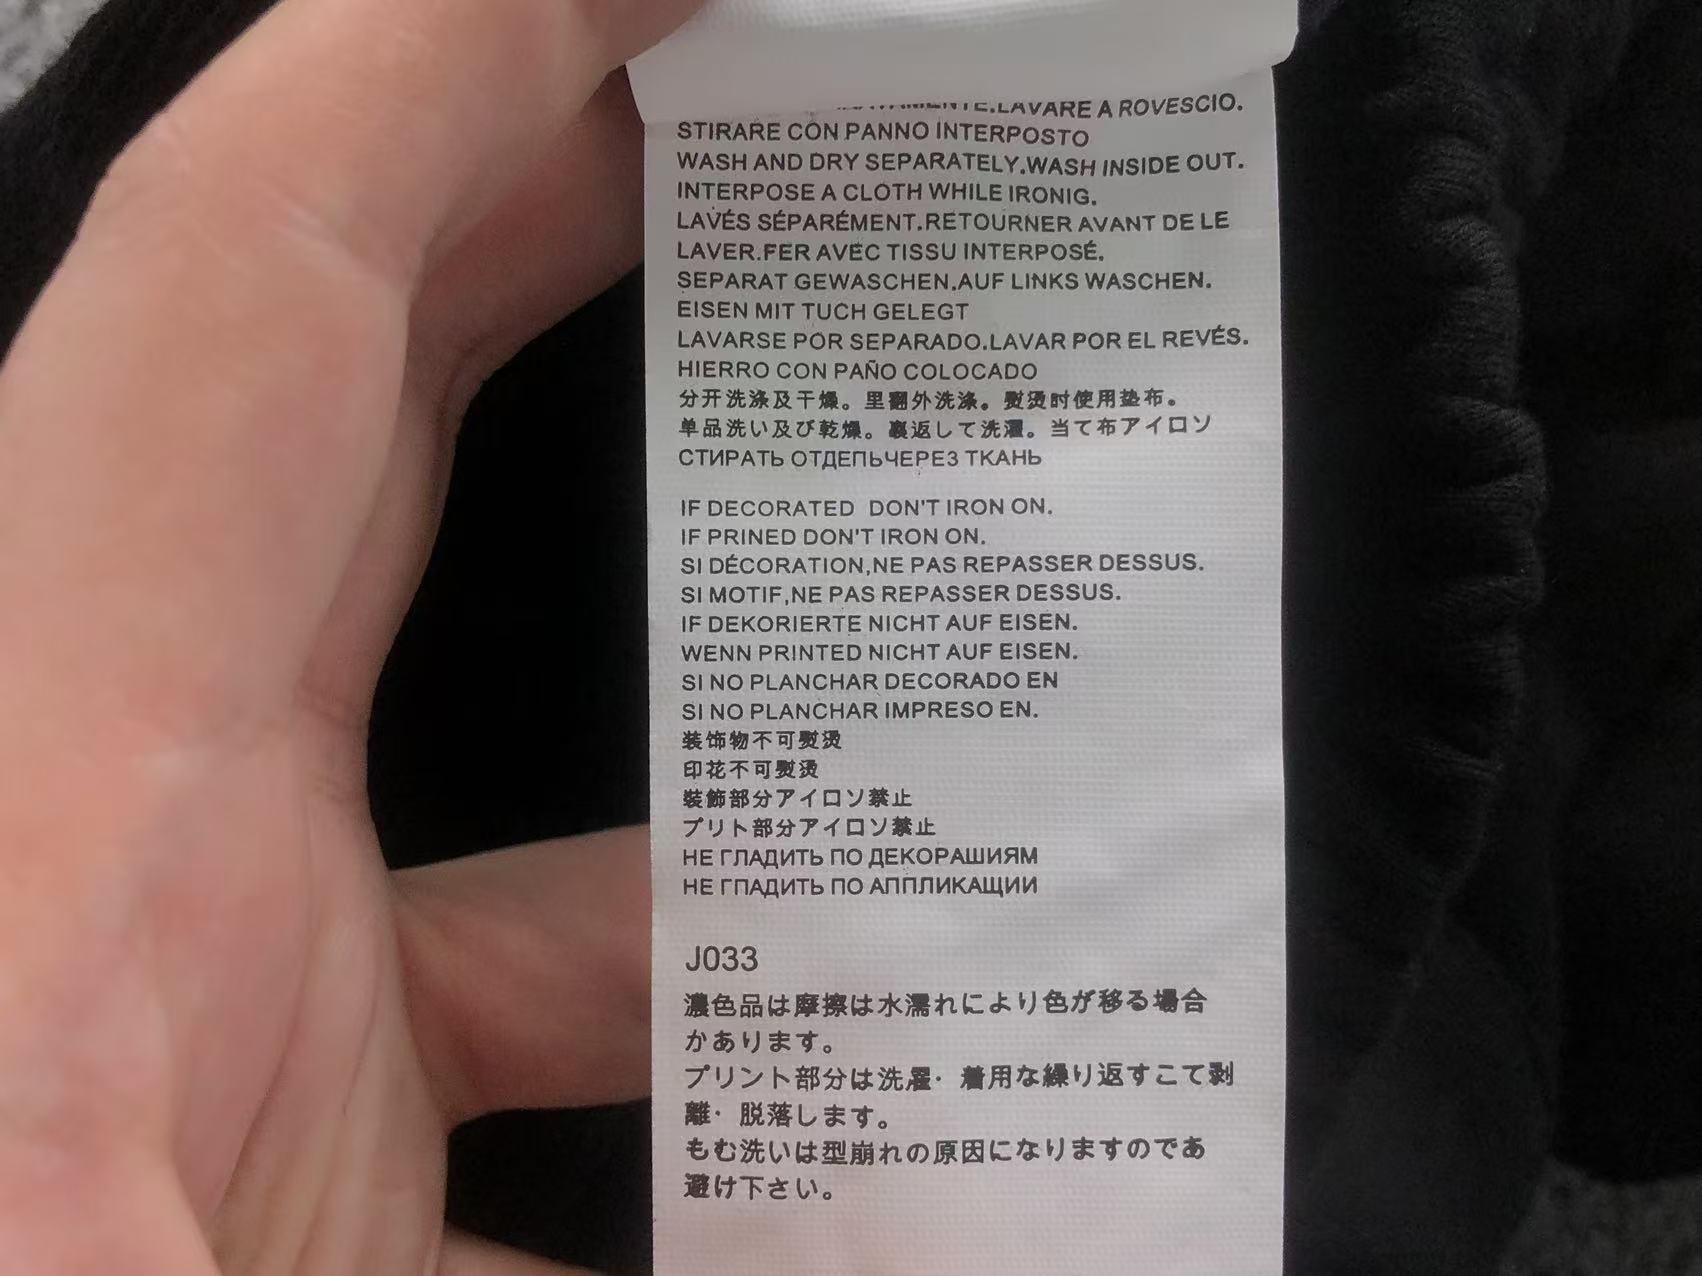 LAVARE A ROVESCIO.
STIRARE CON PANNO INTERPOSTO
WASH AND DRY SEPARATELY.WASH INSIDE OUT.
INTERPOSE A CLOTH WHILE IRONIG.
LAVÉS SÉPARÉMENT.RETOURNER AVANT DE LE
LAVER.FER AVEC TISSU INTERPOSÉ.
SEPARAT GEWASCHEN.AUF LINKS WASCHEN.
EISEN MIT TUCH GELEGT
LAVARSE POR SEPARADO.LAVAR POR EL REVÉS.
HIERRO CON PAÑO COLOCADO
分开洗涤及干燥。里翻外洗涤。熨烫时使用垫布。
单品洗い及び乾燥。裏返して洗濯。当て布アイロソ
СТИРАТЬ ОТДЕПЬЧЕРЕЗ ТКАНЬ
IF DECORATED DON'T IRON ON.
IF PRINED DON'T IRON ON.
SI DÉCORATION,NE PAS REPASSER DESSUS.
SI MOTIF,NE PAS REPASSER DESSUS.
IF DEKORIERTE NICHT AUF EISEN.
WENN PRINTED NICHT AUF EISEN.
SI NO PLANCHAR DECORADO EN
SI NO PLANCHAR IMPRESO EN.
装饰物不可熨烫
印花不可熨烫
裝飾部分アイロソ禁止
プリト部分アイロソ禁止
НЕ ГЛАДИТЬ ПО ДЕКОРАШИЯМ
НЕ ГПАДИТЬ ПО АППЛИКАЩИИ
J033
濃色品は摩擦は水濡れにより色が移る場合
かあります。
プリント部分は洗濯·着用な繰り返すこて剥
離·脱落します。
もむ洗いは型崩れの原因になりますのであ
避け下さい。